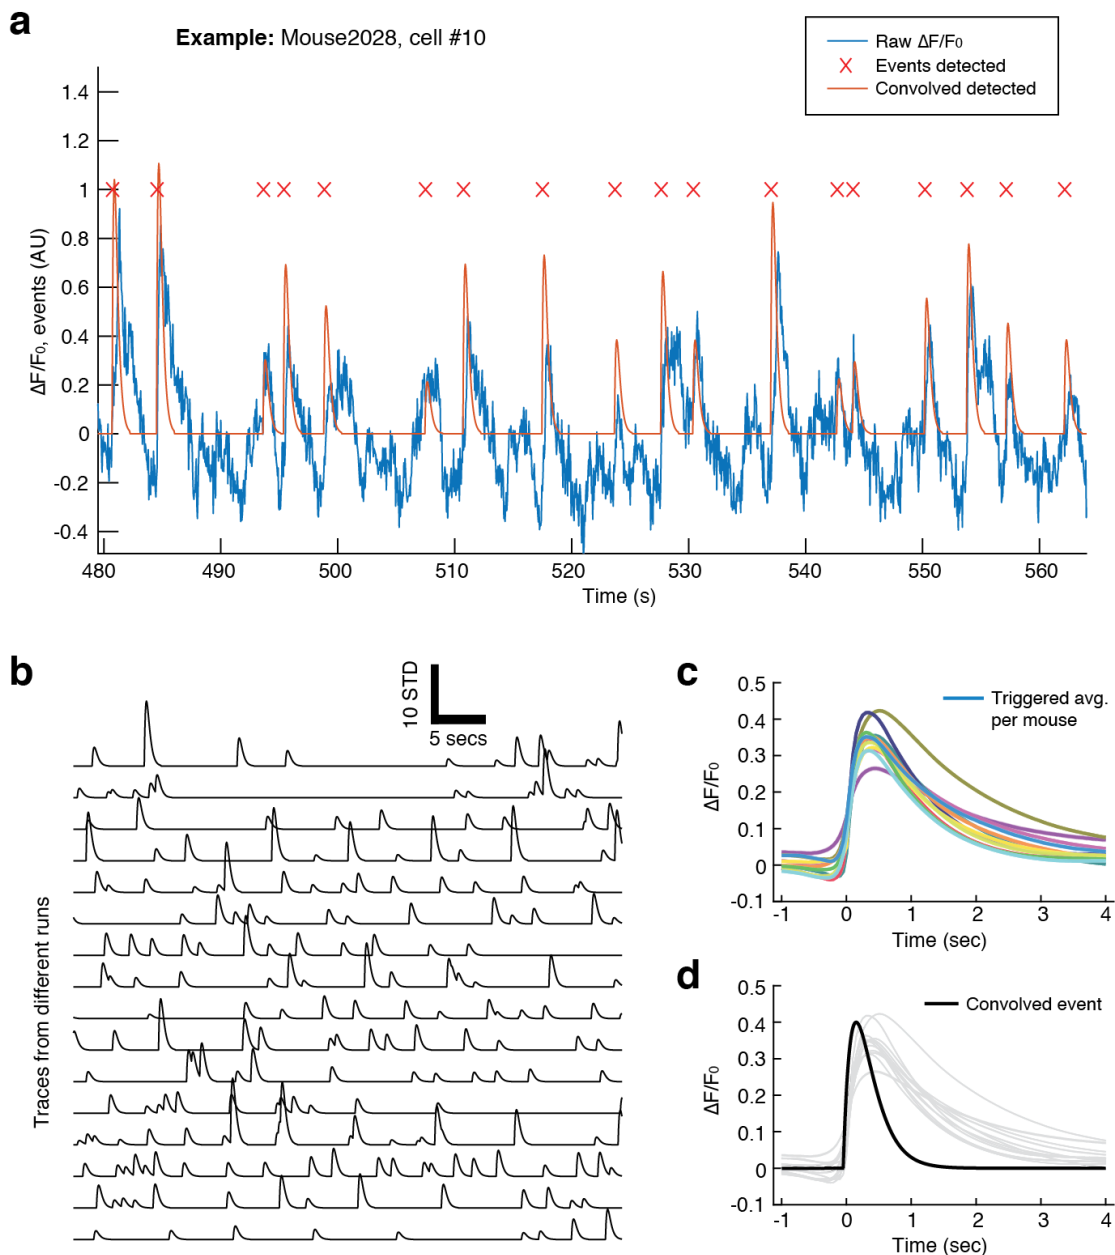 a
Example: Mouse2028, cell #10
Raw ΔF/F0
Events detected
Convolved detected
ΔF/F0, events (AU)
1.4
1.2
1
0.8
0.6
0.4
0.2
0
-0.2
-0.4
480 490 500 510 520 530 540 550 560
Time (s)
b
10 STD
5 secs
Traces from different runs
c
Triggered avg.
per mouse
ΔF/F0
0.5
0.4
0.3
0.2
0.1
0
-0.1
-1 0 1 2 3 4
Time (sec)
d
Convolved event
ΔF/F0
0.5
0.4
0.3
0.2
0.1
0
-0.1
-1 0 1 2 3 4
Time (sec)